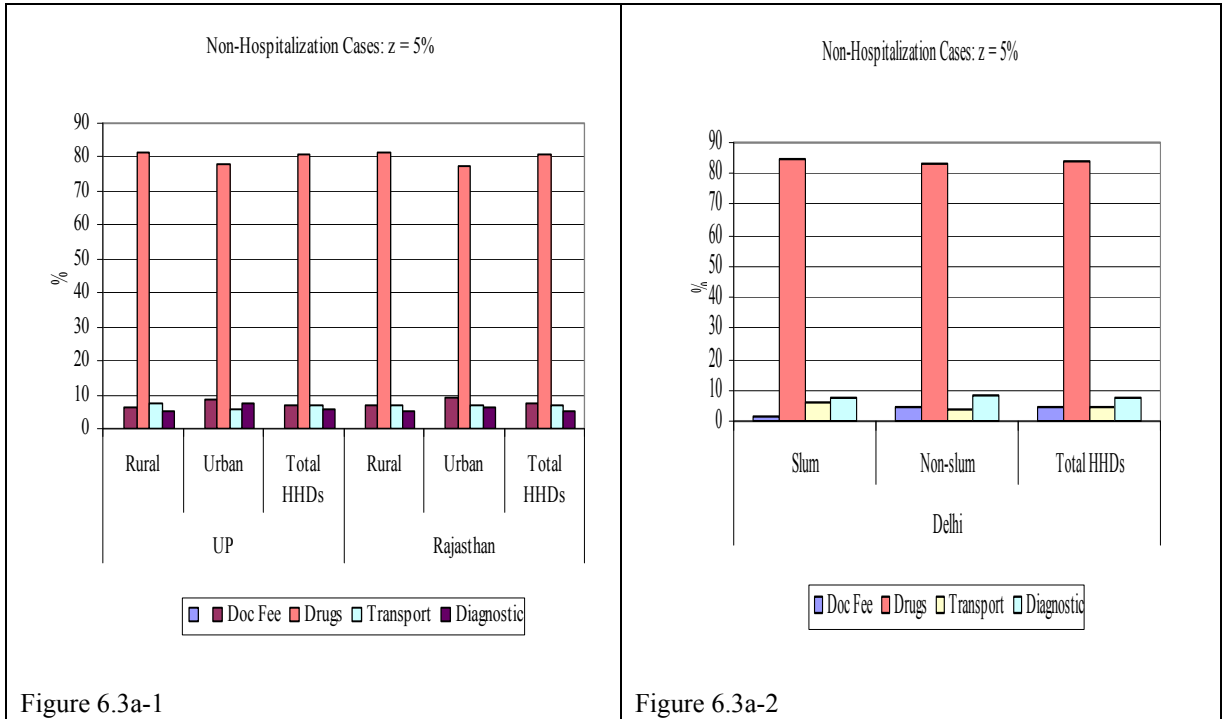 Non-Hospitalization Cases: z = 5%
90
80
70
60
50
40
30
20
10
0
%
Rural Urban Total HHDs Rural Urban Total HHDs
UP Rajasthan
Doc Fee Drugs Transport Diagnostic
Figure 6.3a-1
Non-Hospitalization Cases: z = 5%
90
80
70
60
50
40
30
20
10
0
%
Slum Non-slum Total HHDs
Delhi
Doc Fee Drugs Transport Diagnostic
Figure 6.3a-2